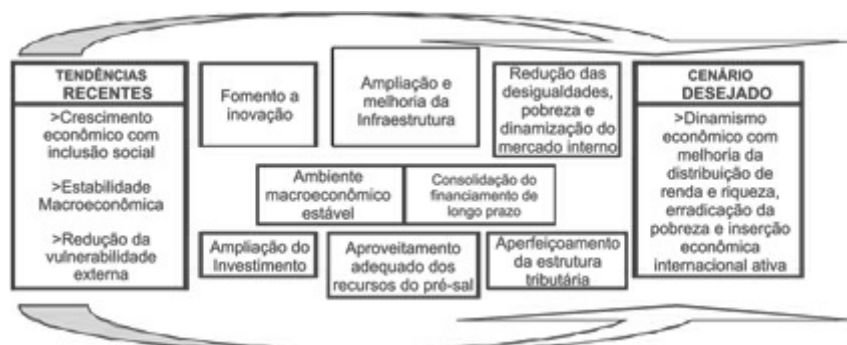 TENDÊNCIAS
RECENTES
>Crescimento
econômico com
inclusão social
>Estabilidade
Macroeconômica
>Redução da
vulnerabilidade
externa
Fomento a
inovação
Ampliação e
melhoria da
Infraestrutura
Redução das
desigualdades,
pobreza e
dinamização do
mercado interno
Ambiente
macroeconômico
estável
Consolidação do
financiamento de
longo prazo
Ampliação do
Investimento
Aproveitamento
adequado dos
recursos do pré-sal
Aperfeiçoamento
da estrutura
tributária
CENÁRIO
DESEJADO
>Dinamismo
econômico com
melhoria da
distribuição de
renda e riqueza,
erradicação da
pobreza e inserção
econômica
internacional ativa